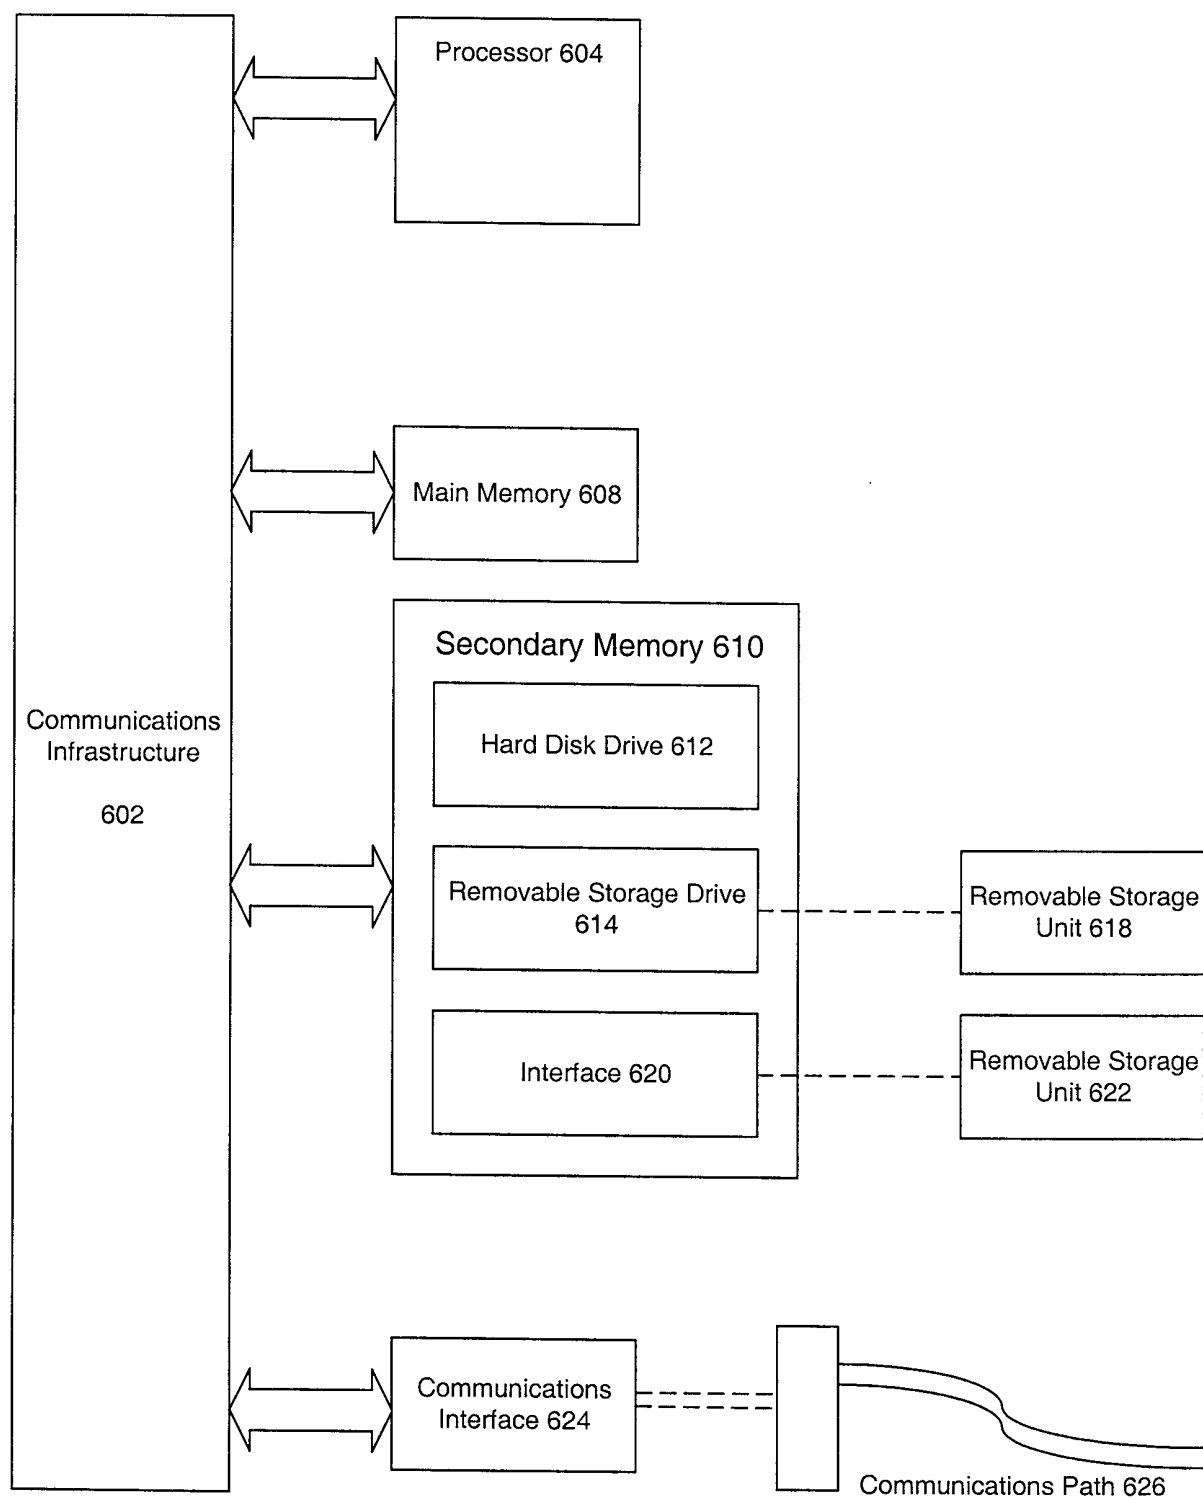 Processor 604
Main Memory 608
Secondary Memory 610
Hard Disk Drive 612
Communications
Infrastructure
602
Removable Storage Drive
614
Removable Storage
Unit 618
Interface 620
Removable Storage
Unit 622
Communications
Interface 624
Communications Path 626